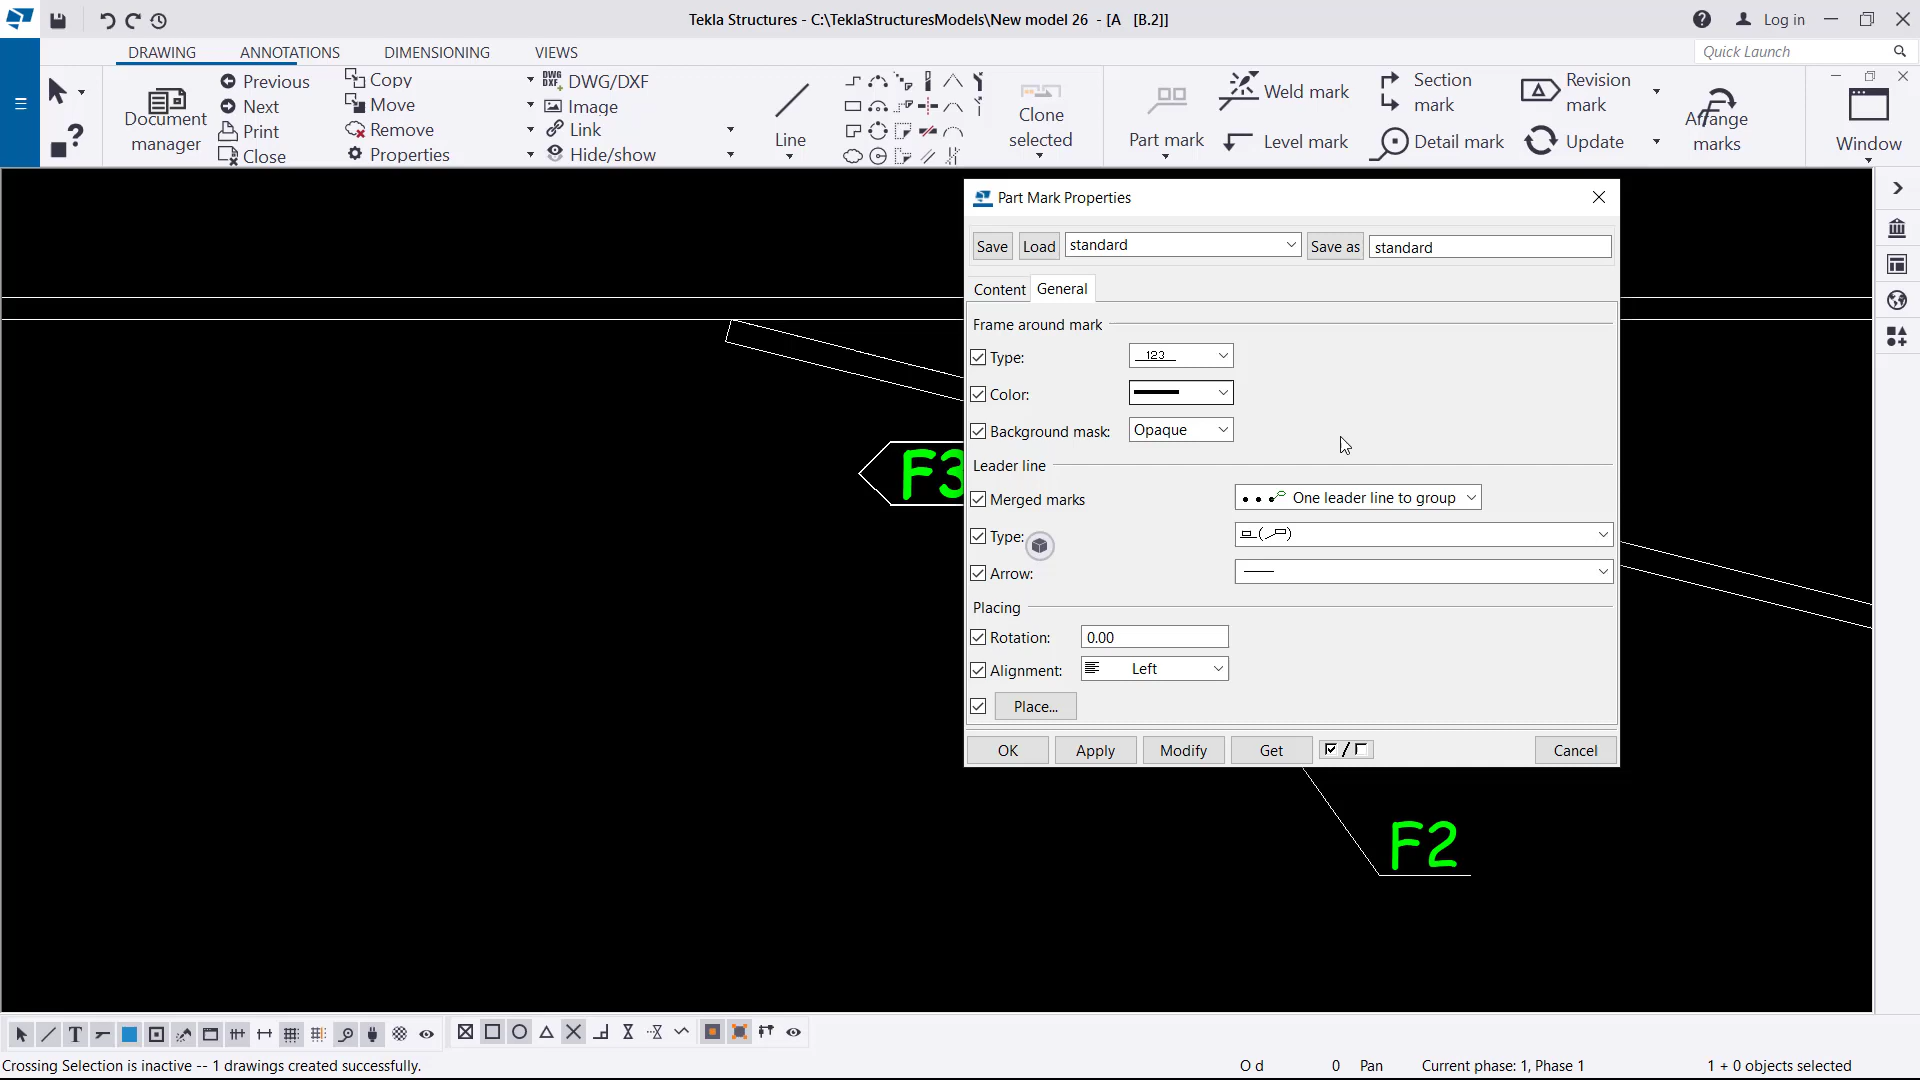 Tekla Structures - C:\TeklaStructuresModels\New model 26  - [A   [B.2]]
Log in
DRAWING ANNOTATIONS DIMENSIONING VIEWS
Quick Launch
Document manager
Previous
Next
Print
Close
Copy
Move
Remove
Properties
DWG/DXF
Image
Link
Hide/show
Line
Clone selected
Part mark
Weld mark
Level mark
Section mark
Detail mark
Revision mark
Update
Arrange marks
Window
Part Mark Properties
Save Load standard Save as standard
Content General
Frame around mark
Type: 123
Color:
Background mask: Opaque
Leader line
Merged marks One leader line to group
Type:
Arrow:
Placing
Rotation: 0.00
Alignment: Left
Place...
OK Apply Modify Get Cancel
F3
F2
Crossing Selection is inactive -- 1 drawings created successfully.
O d 0 Pan Current phase: 1, Phase 1 1 + 0 objects selected